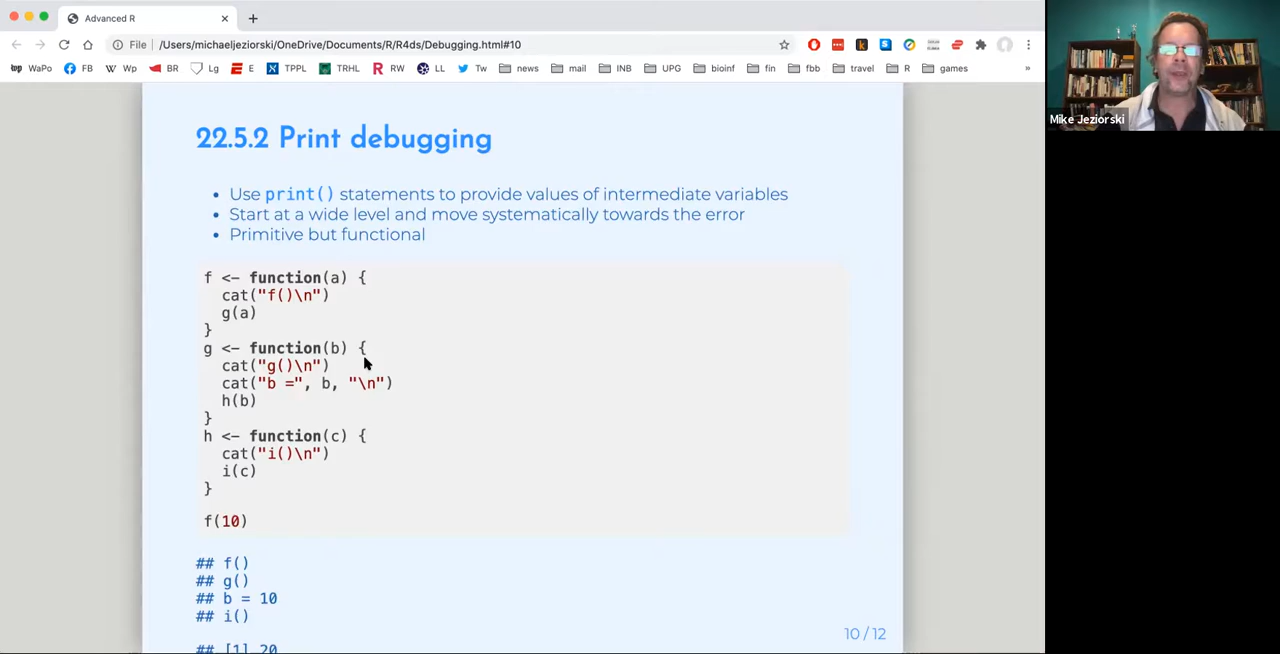 Advanced R
File | /Users/michaeljeziorski/OneDrive/Documents/R/R4ds/Debugging.html#10
wp WaPo FB W Wp BR Lg E TPPL TRHL R RW LL Tw news mail INB UPG bioinf fin fbb travel R games »
Mike Jeziorski
22.5.2 Print debugging
• Use print() statements to provide values of intermediate variables
• Start at a wide level and move systematically towards the error
• Primitive but functional
f <- function(a) {
cat("f()\n")
g(a)
}
g <- function(b) {
cat("g()\n")
cat("b =", b, "\n")
h(b)
}
h <- function(c) {
cat("i()\n")
i(c)
}
f(10)
## f()
## g()
## b = 10
## i()
## [1] 20
10 / 12